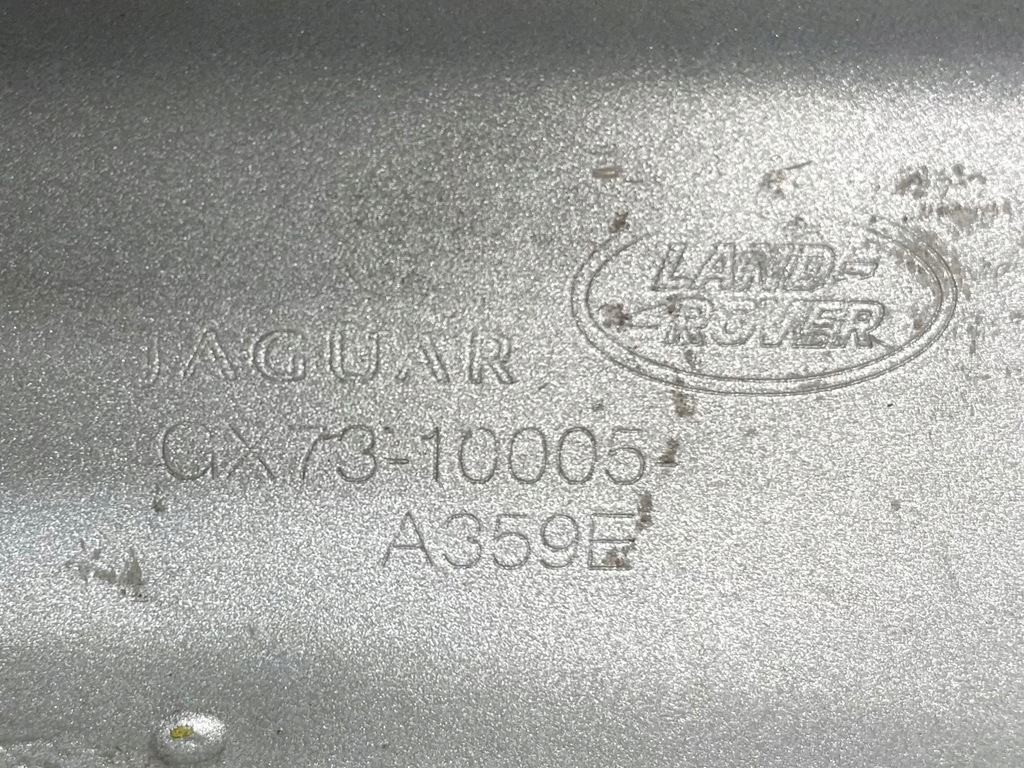 LAND-
-ROVER
JAGUAR
GX73-10005
A359E